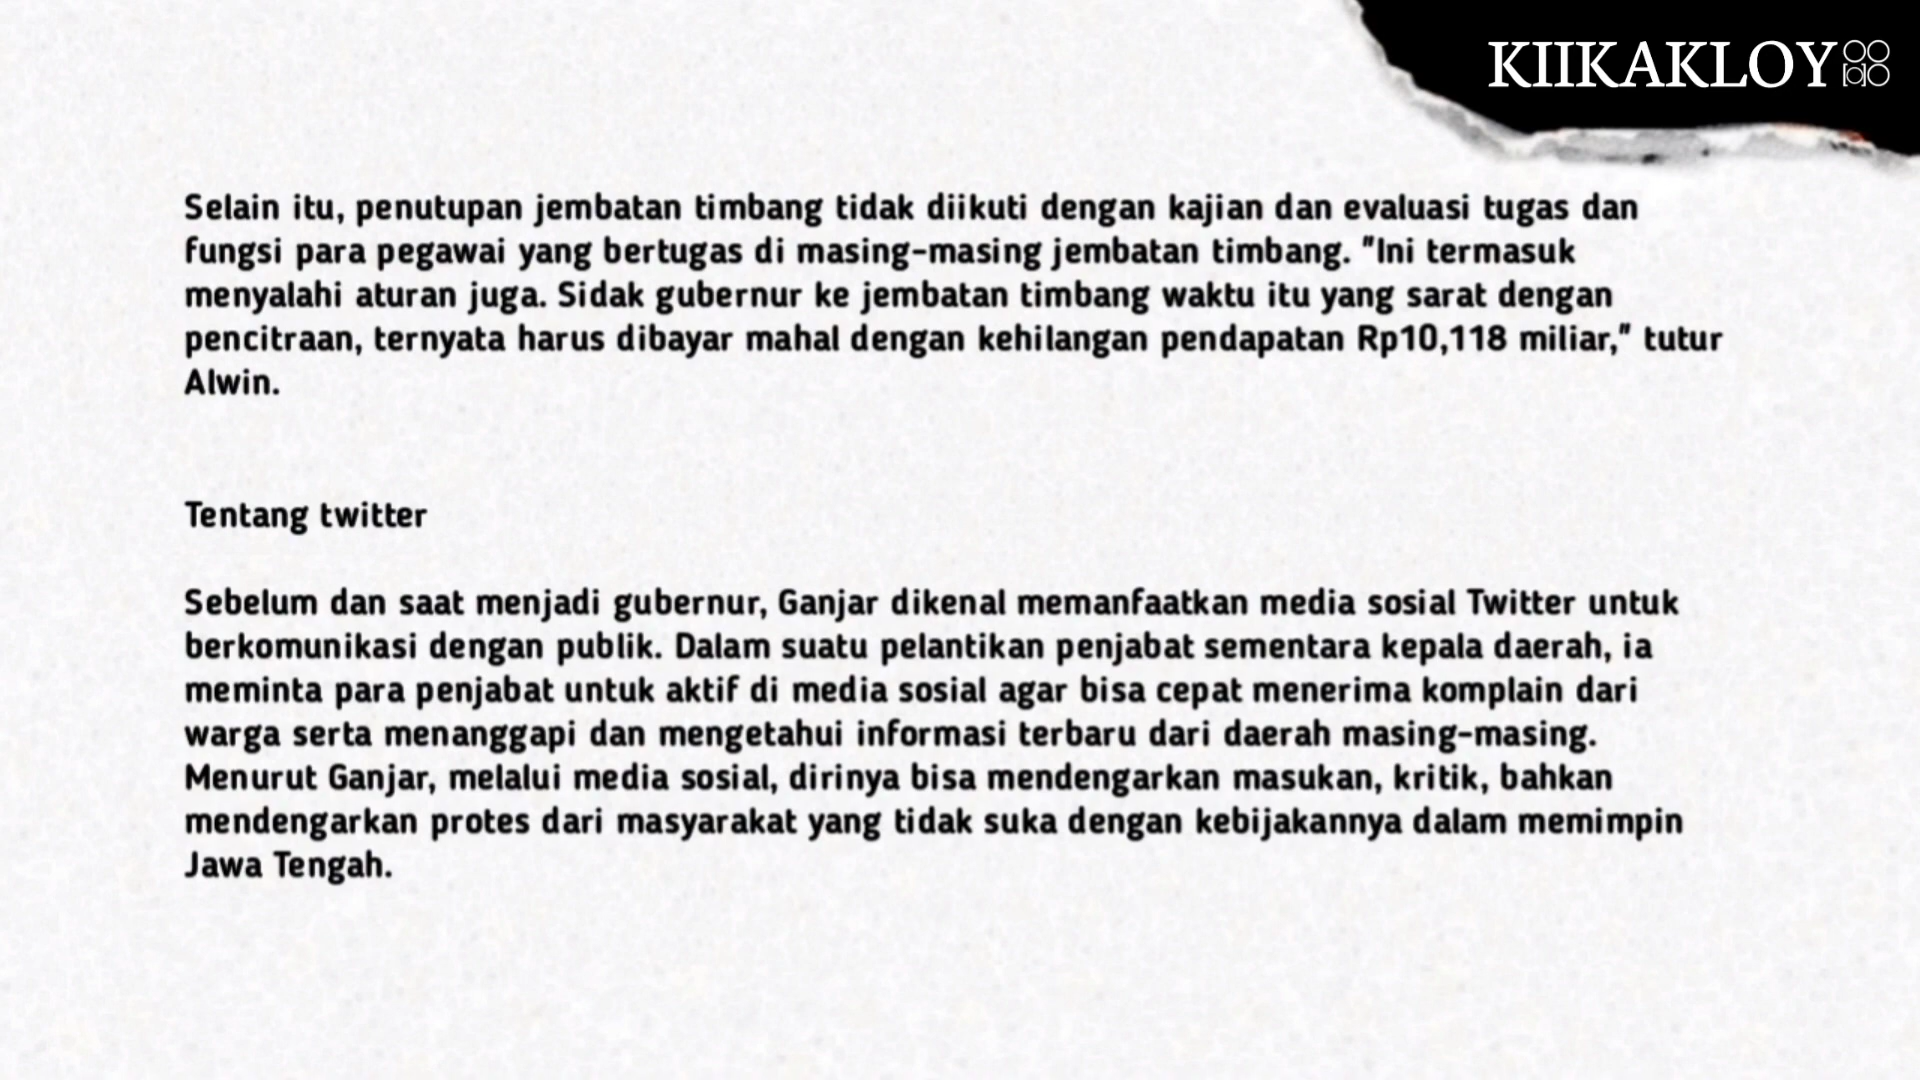 KIIKAKLOY
Selain itu, penutupan jembatan timbang tidak diikuti dengan kajian dan evaluasi tugas dan
fungsi para pegawai yang bertugas di masing-masing jembatan timbang. "Ini termasuk
menyalahi aturan juga. Sidak gubernur ke jembatan timbang waktu itu yang sarat dengan
pencitraan, ternyata harus dibayar mahal dengan kehilangan pendapatan Rp10,118 miliar," tutur
Alwin.
Tentang twitter
Sebelum dan saat menjadi gubernur, Ganjar dikenal memanfaatkan media sosial Twitter untuk
berkomunikasi dengan publik. Dalam suatu pelantikan penjabat sementara kepala daerah, ia
meminta para penjabat untuk aktif di media sosial agar bisa cepat menerima komplain dari
warga serta menanggapi dan mengetahui informasi terbaru dari daerah masing-masing.
Menurut Ganjar, melalui media sosial, dirinya bisa mendengarkan masukan, kritik, bahkan
mendengarkan protes dari masyarakat yang tidak suka dengan kebijakannya dalam memimpin
Jawa Tengah.